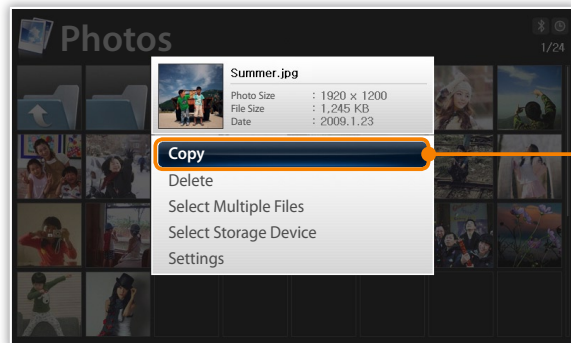 Photos
1/24
Summer.jpg
Photo Size : 1920 x 1200
File Size : 1,245 KB
Date : 2009.1.23
Copy
Delete
Select Multiple Files
Select Storage Device
Settings